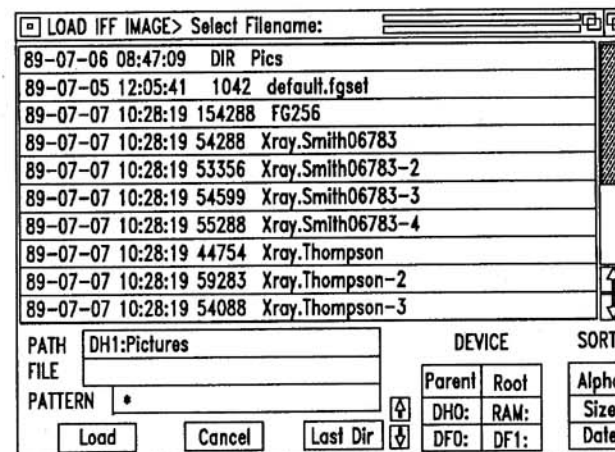 LOAD IFF IMAGE> Select Filename:
89-07-06 08:47:09 DIR Pics
89-07-05 12:05:41 1042 default.fgset
89-07-07 10:28:19 154288 FG256
89-07-07 10:28:19 54288 Xray.Smith06783
89-07-07 10:28:19 53356 Xray.Smith06783-2
89-07-07 10:28:19 54599 Xray.Smith06783-3
89-07-07 10:28:19 55288 Xray.Smith06783-4
89-07-07 10:28:19 44754 Xray.Thompson
89-07-07 10:28:19 59283 Xray.Thompson-2
89-07-07 10:28:19 54088 Xray.Thompson-3
PATH DH1:Pictures DEVICE SORT
FILE
Parent Root Alpha
PATTERN *
DH0: RAM: Size
Load Cancel Last Dir DF0: DF1: Date